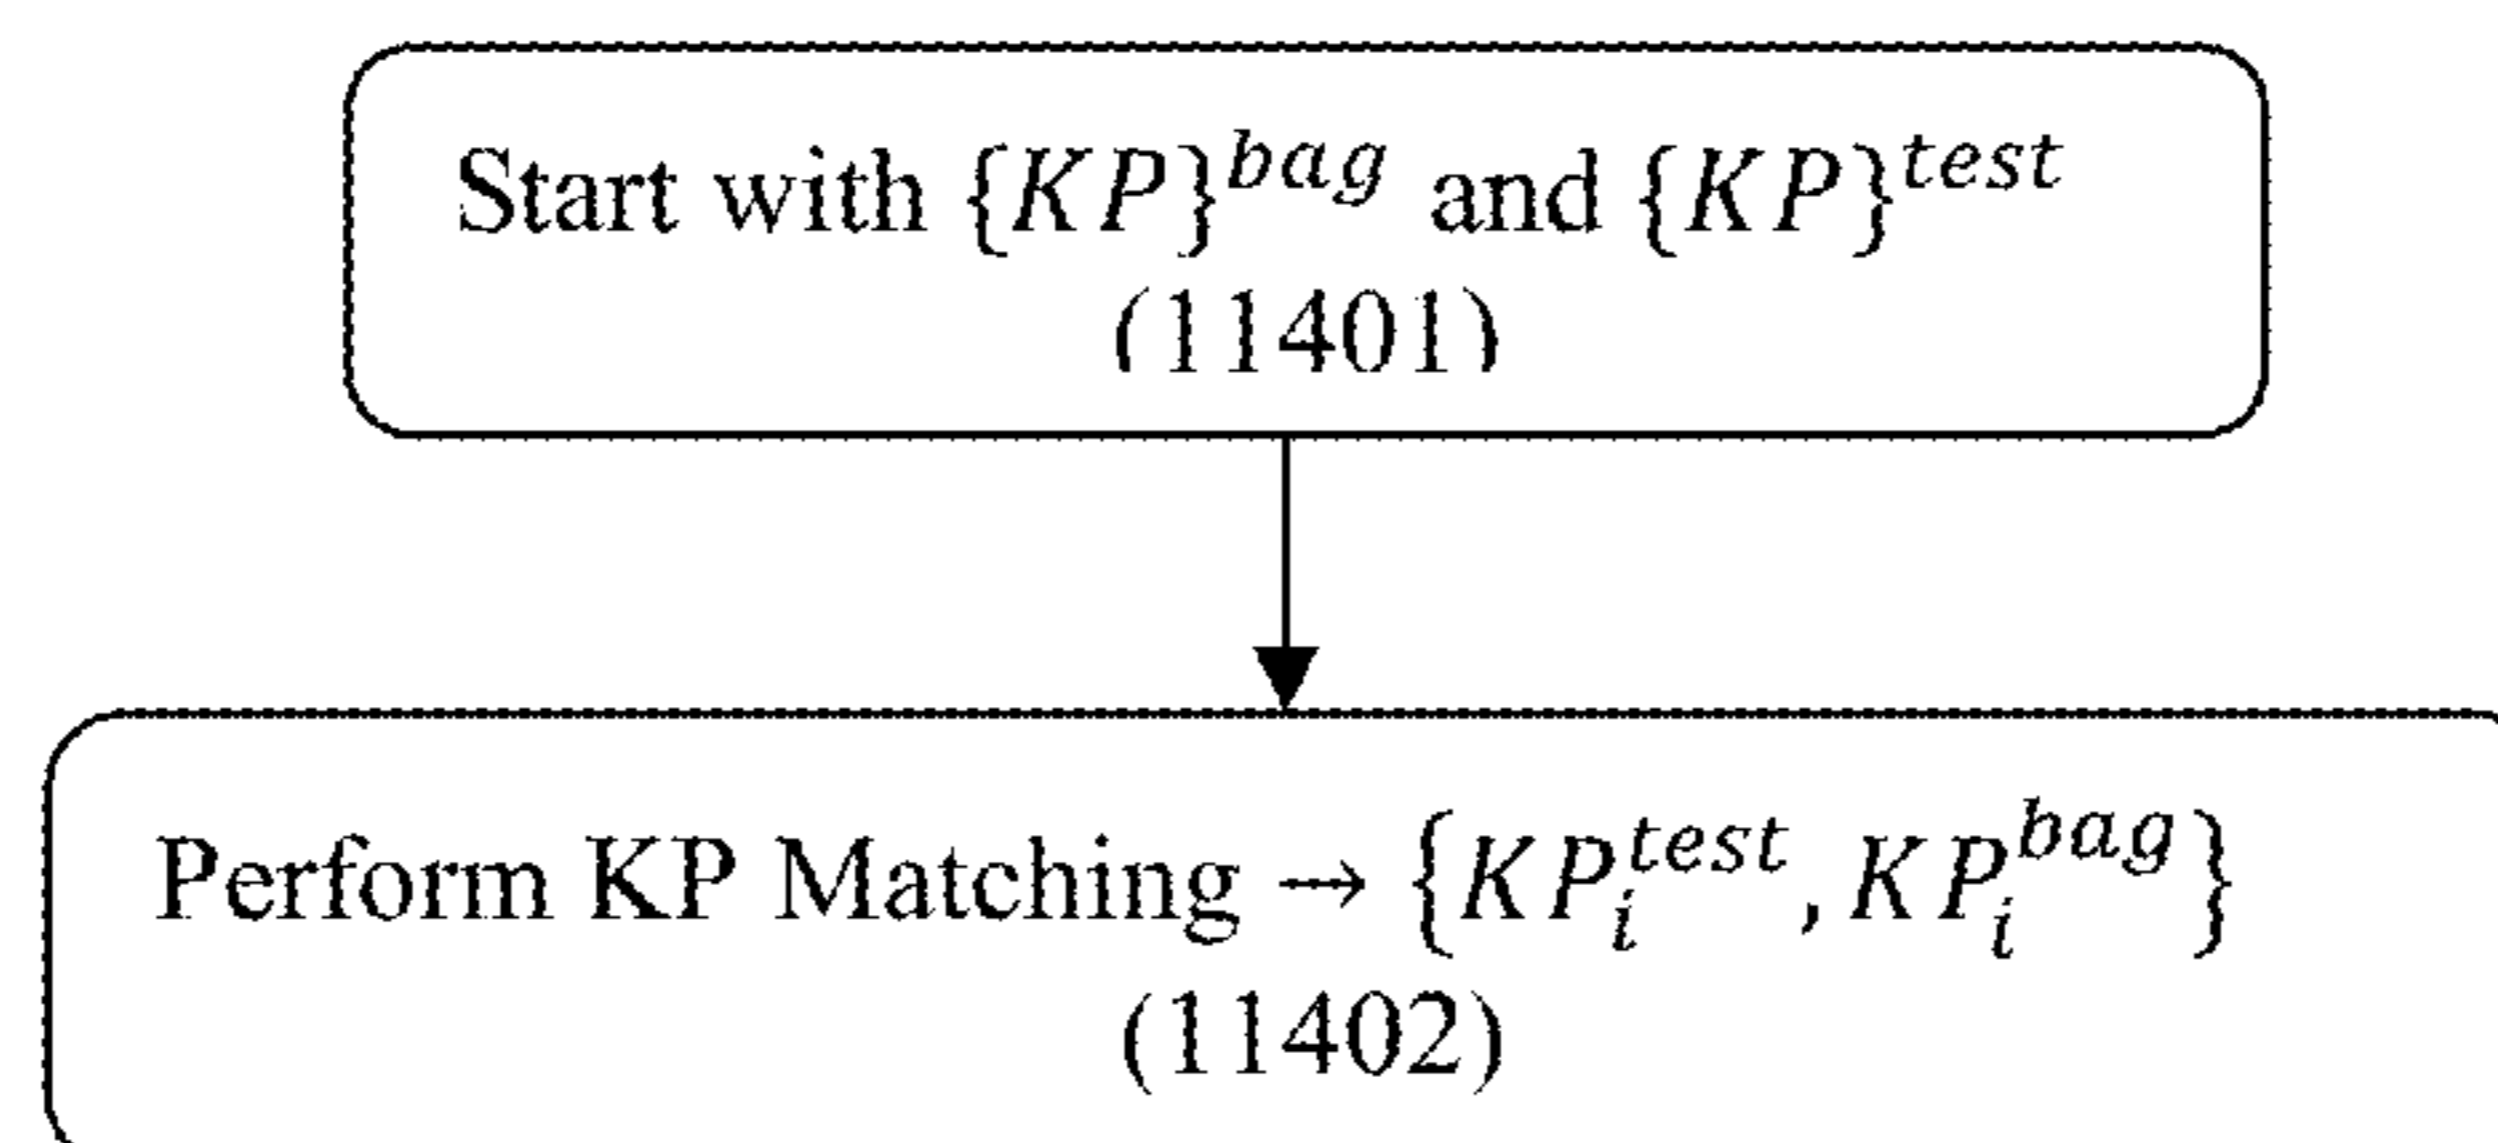 Start with {KP}^{bag} and {KP}^{test}
(11401)
Perform KP Matching → {KP_i^{test}, KP_i^{bag}}
(11402)